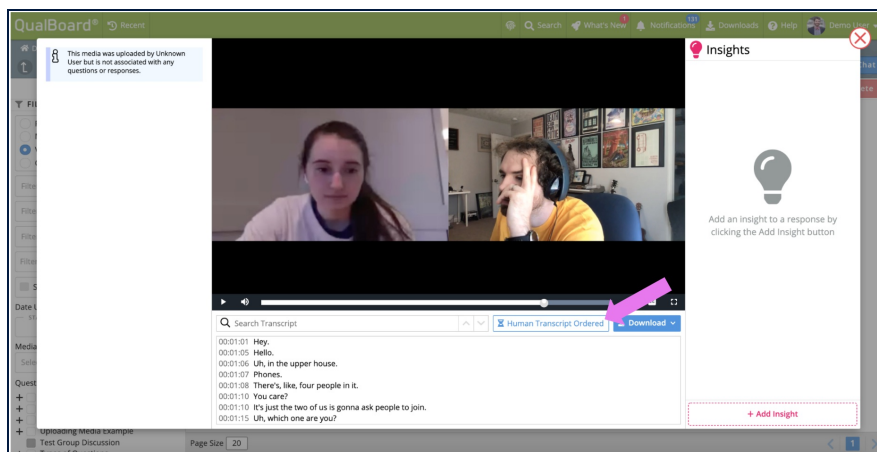 QualBoard® Recent
Search What's New 1 Notifications 131 Downloads Help Demo User
This media was uploaded by Unknown
User but is not associated with any
questions or responses.
Insights
Add an insight to a response by
clicking the Add Insight button
Search Transcript
Human Transcript Ordered
Download
00:01:01 Hey.
00:01:05 Hello.
00:01:06 Uh, in the upper house.
00:01:07 Phones.
00:01:08 There's, like, four people in it.
00:01:10 You care?
00:01:10 It's just the two of us is gonna ask people to join.
00:01:15 Uh, which one are you?
+ Add Insight
Date
Media
Quest
Uploading Media Example
Test Group Discussion
Page Size 20
1